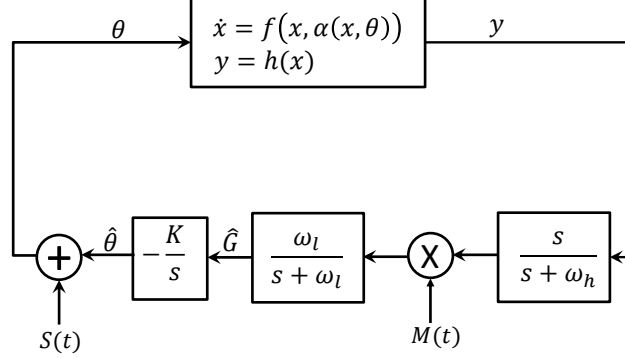 θ
ẋ = f(x, α(x, θ))
y = h(x)
y
+
S(t)
θ̂
−K/s
Ĝ
ω_l/(s + ω_l)
X
M(t)
s/(s + ω_h)